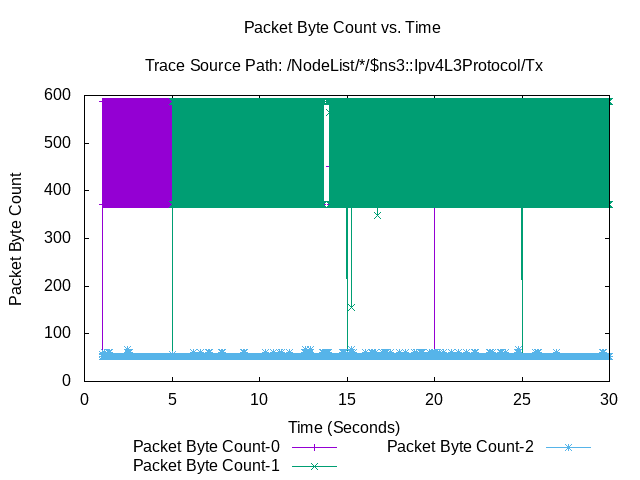 Packet Byte Count vs. Time
Trace Source Path: /NodeList/*/$ns3::Ipv4L3Protocol/Tx
600
500
400
300
200
100
0
Packet Byte Count
0 5 10 15 20 25 30
Time (Seconds)
Packet Byte Count-0 Packet Byte Count-2
Packet Byte Count-1